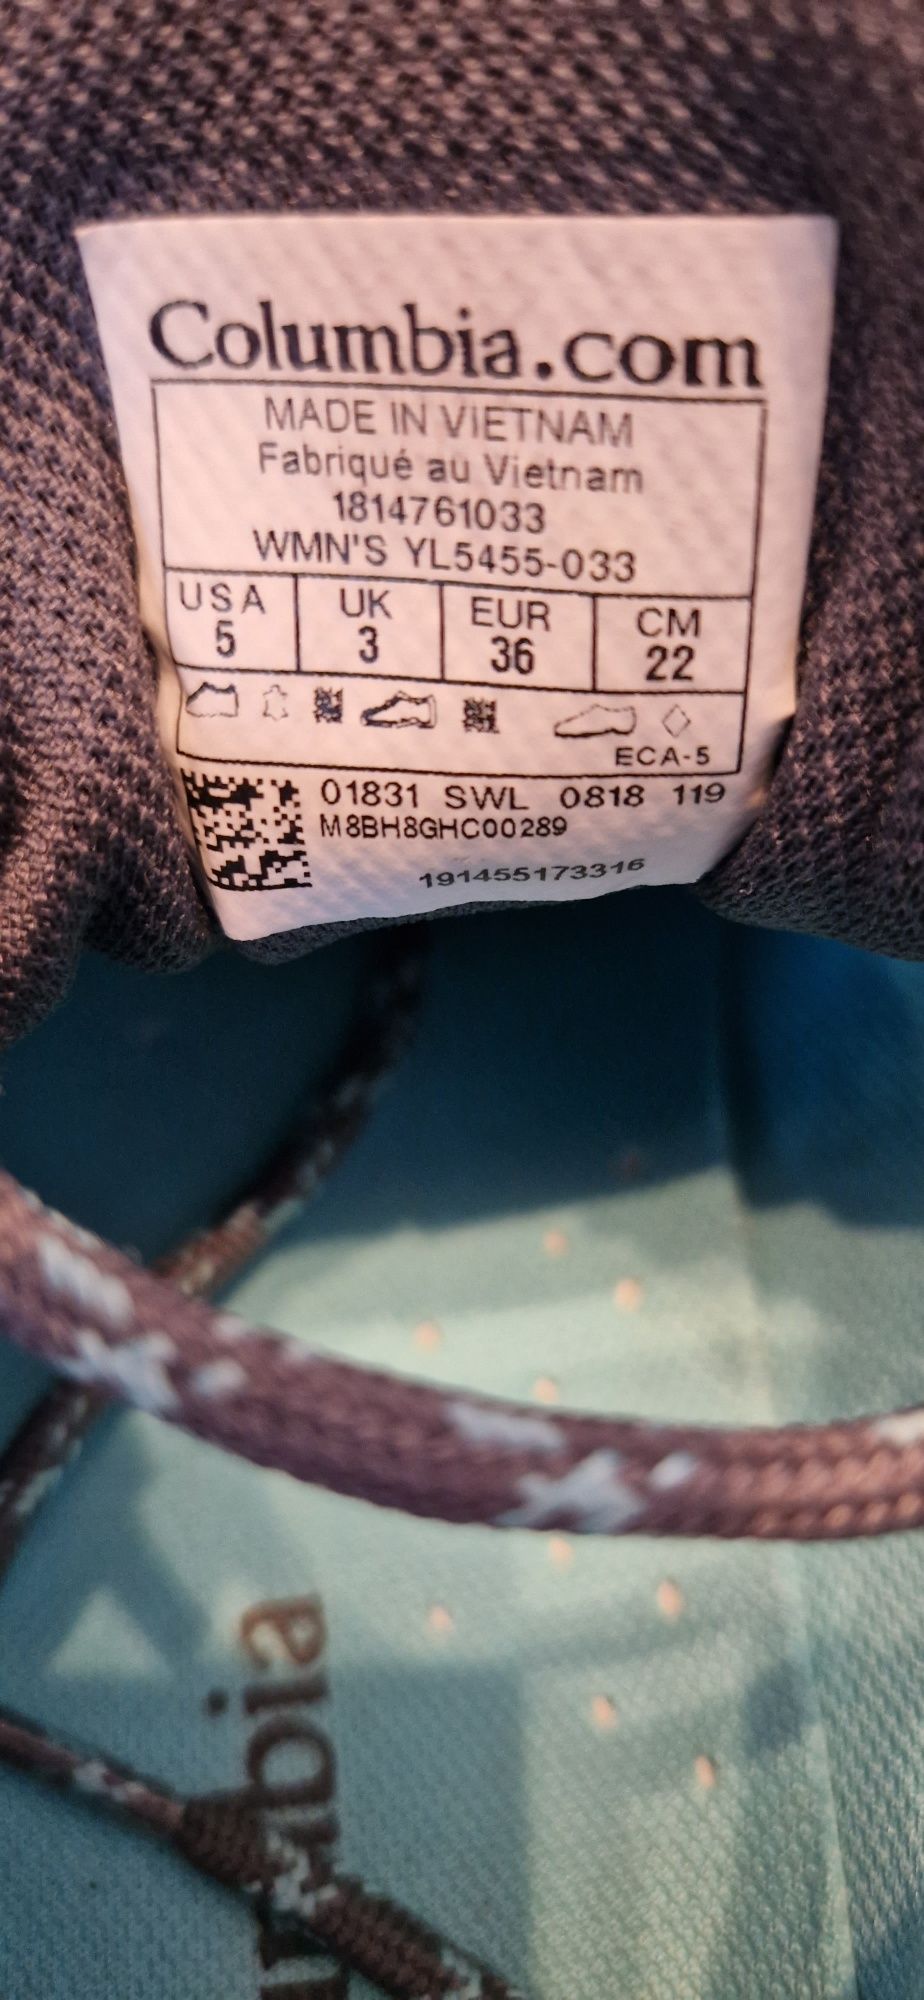 Columbia.com
MADE IN VIETNAM
Fabriqué au Vietnam
1814761033
WMN'S YL5455-033
USA UK EUR CM
5 3 36 22
ECA-5
01831 SWL 0818 119
M8BH8GHC00289
191455173316